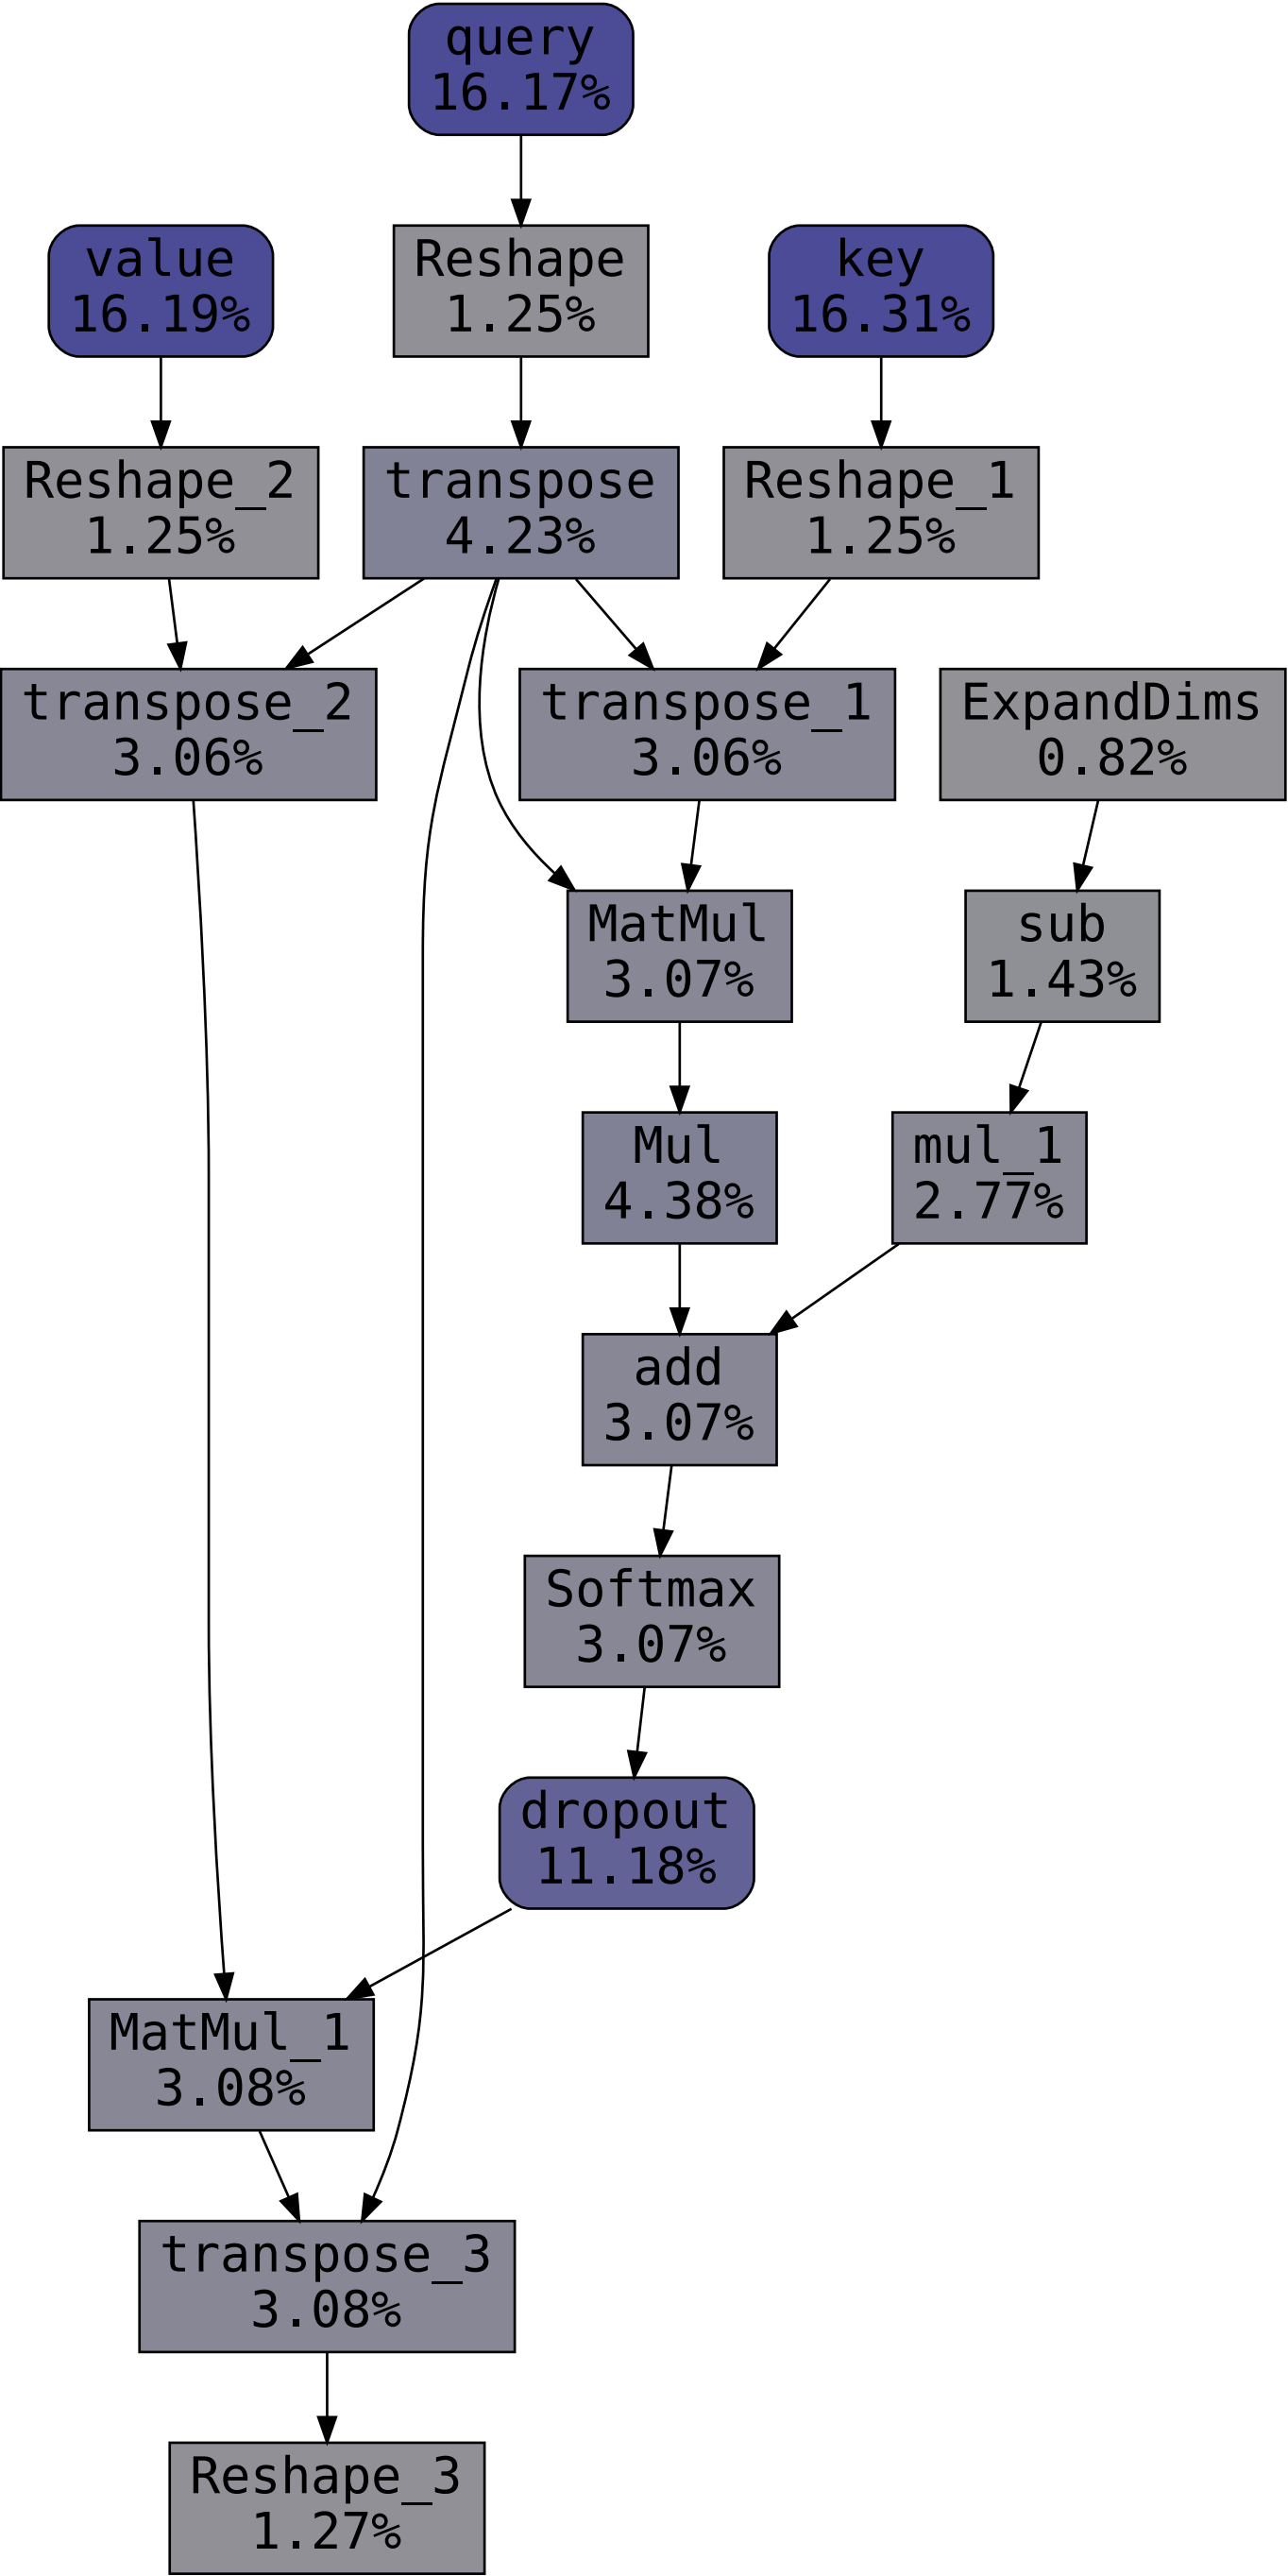 query
16.17%
value
16.19%
Reshape
1.25%
key
16.31%
Reshape_2
1.25%
transpose
4.23%
Reshape_1
1.25%
transpose_2
3.06%
transpose_1
3.06%
ExpandDims
0.82%
MatMul
3.07%
sub
1.43%
Mul
4.38%
mul_1
2.77%
add
3.07%
Softmax
3.07%
dropout
11.18%
MatMul_1
3.08%
transpose_3
3.08%
Reshape_3
1.27%